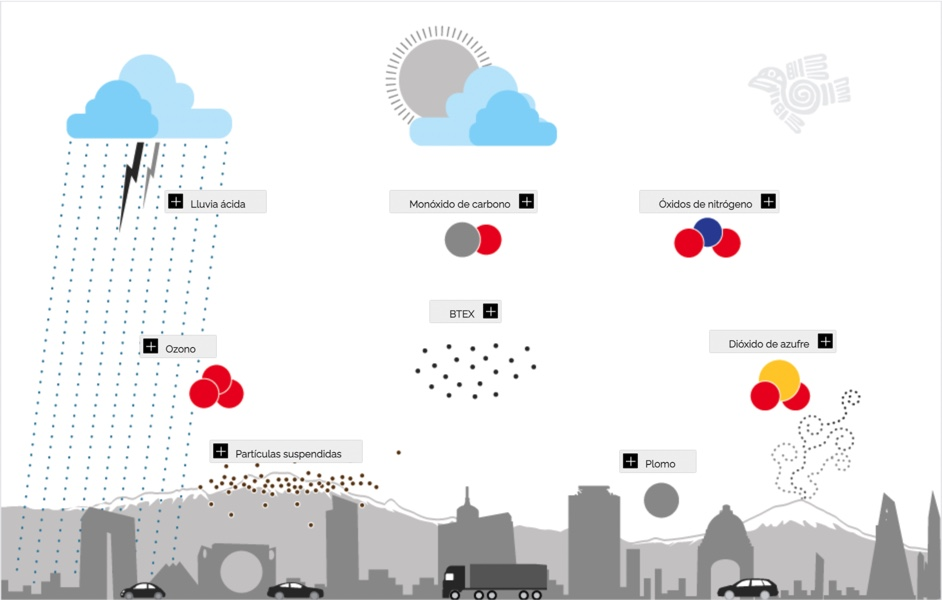 Lluvia ácida
Monóxido de carbono
Óxidos de nitrógeno
BTEX
Ozono
Dióxido de azufre
Partículas suspendidas
Plomo